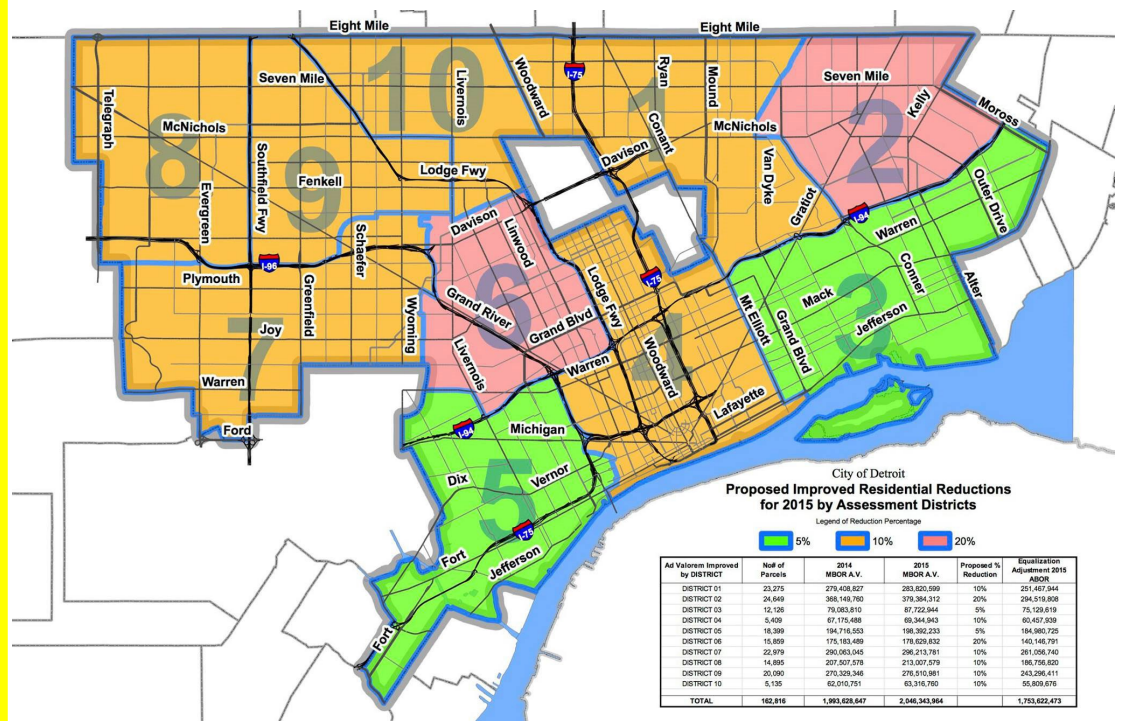 Eight Mile
Eight Mile
I-75
Seven Mile
10
Livernois
Woodward
Ryan
Mound
Seven Mile
Kelly
Moross
Telegraph
8
McNichols
Southfield Fwy
Conant
1
McNichols
2
Davison
Van Dyke
Evergreen
9
Fenkell
Lodge Fwy
Gratiot
I-94
Outer Drive
Schaefer
Davison
Linwood
Warren
I-96
Plymouth
Greenfield
6
Lodge Fwy
I-75
Conner
Alter
Wyoming
Grand River
Grand Blvd
Mt Elliott
Mack
3
Jefferson
7
Joy
Livernois
Warren
Woodward
4
Grand Blvd
Warren
Lafayette
Ford
I-94
Michigan
Dix
Vernor
5
I-75
Fort
Jefferson
Fort
City of Detroit
Proposed Improved Residential Reductions
for 2015 by Assessment Districts
Legend of Reduction Percentage
5% 10% 20%
Ad Valorem Improved by DISTRICT No# of Parcels 2014 MBOR A.V. 2015 MBOR A.V. Proposed % Reduction Equalization Adjustment 2015 ABOR
DISTRICT 01 23,275 279,408,827 283,820,599 10% 251,467,944
DISTRICT 02 24,649 368,149,760 379,384,312 20% 294,519,808
DISTRICT 03 12,126 79,083,810 87,722,944 5% 75,129,619
DISTRICT 04 5,409 67,175,488 69,344,943 10% 60,457,939
DISTRICT 05 18,399 194,716,553 198,392,233 5% 184,980,725
DISTRICT 06 15,859 175,183,489 178,629,832 20% 140,146,791
DISTRICT 07 22,979 290,063,045 296,213,781 10% 261,056,740
DISTRICT 08 14,895 207,507,578 213,007,579 10% 186,756,820
DISTRICT 09 20,090 270,329,346 276,510,981 10% 243,296,411
DISTRICT 10 5,135 62,010,751 63,316,760 10% 55,809,676
TOTAL 162,816 1,993,628,647 2,046,343,964 1,753,622,473